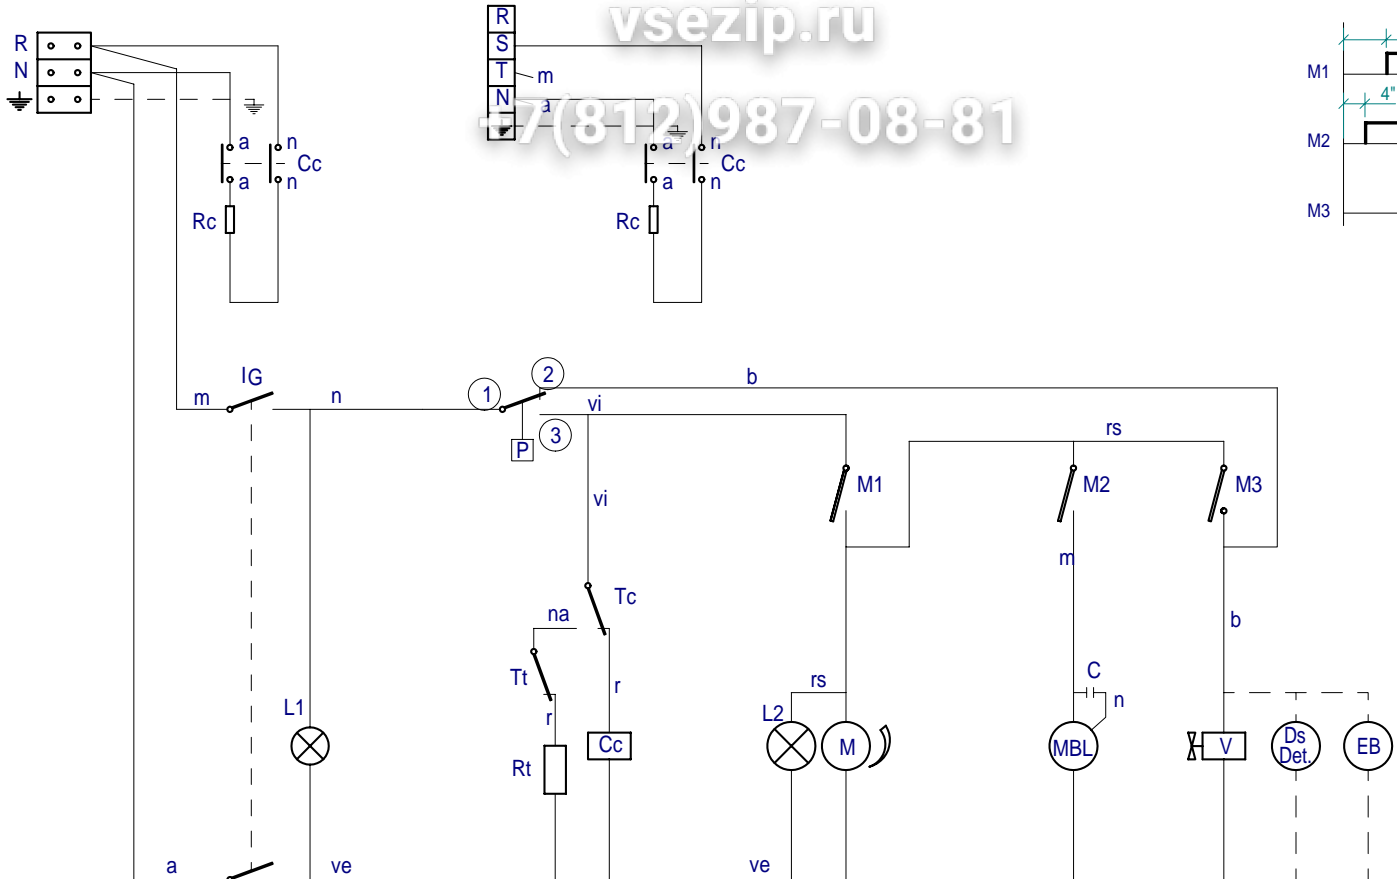 vsezip.ru
+7(812)987-08-81
R
N
a
n
Cc
a
n
Rc
R
S
T
m
N
a
a
n
Cc
a
n
Rc
M1
4"
M2
M3
IG
m
n
1
2
3
P
b
vi
vi
rs
M1
M2
M3
m
b
Tc
na
Tt
r
r
rs
C
n
L1
L2
Rt
Cc
M
MBL
V
Ds
Det.
EB
a
ve
ve